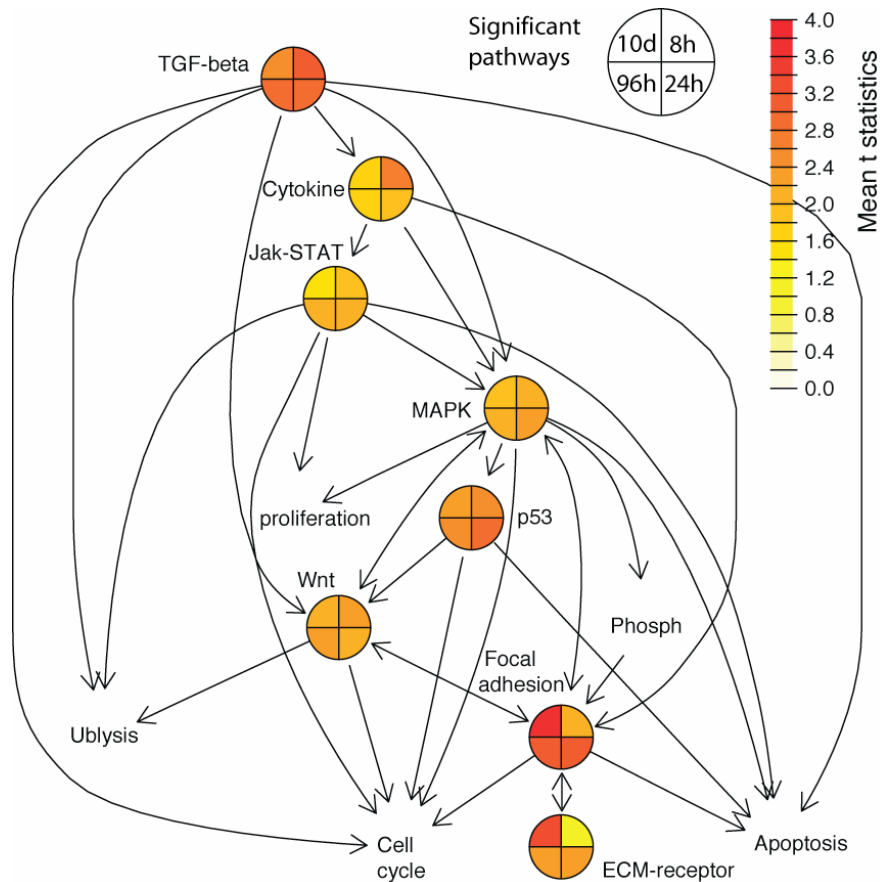 Significant
pathways
10d 8h
96h 24h
4.0
3.6
3.2
2.8
2.4
2.0
1.6
1.2
0.8
0.4
0.0
Mean t statistics
TGF-beta
Cytokine
Jak-STAT
MAPK
proliferation
p53
Wnt
Phosph
Focal
adhesion
Ublysis
Cell
cycle
ECM-receptor
Apoptosis